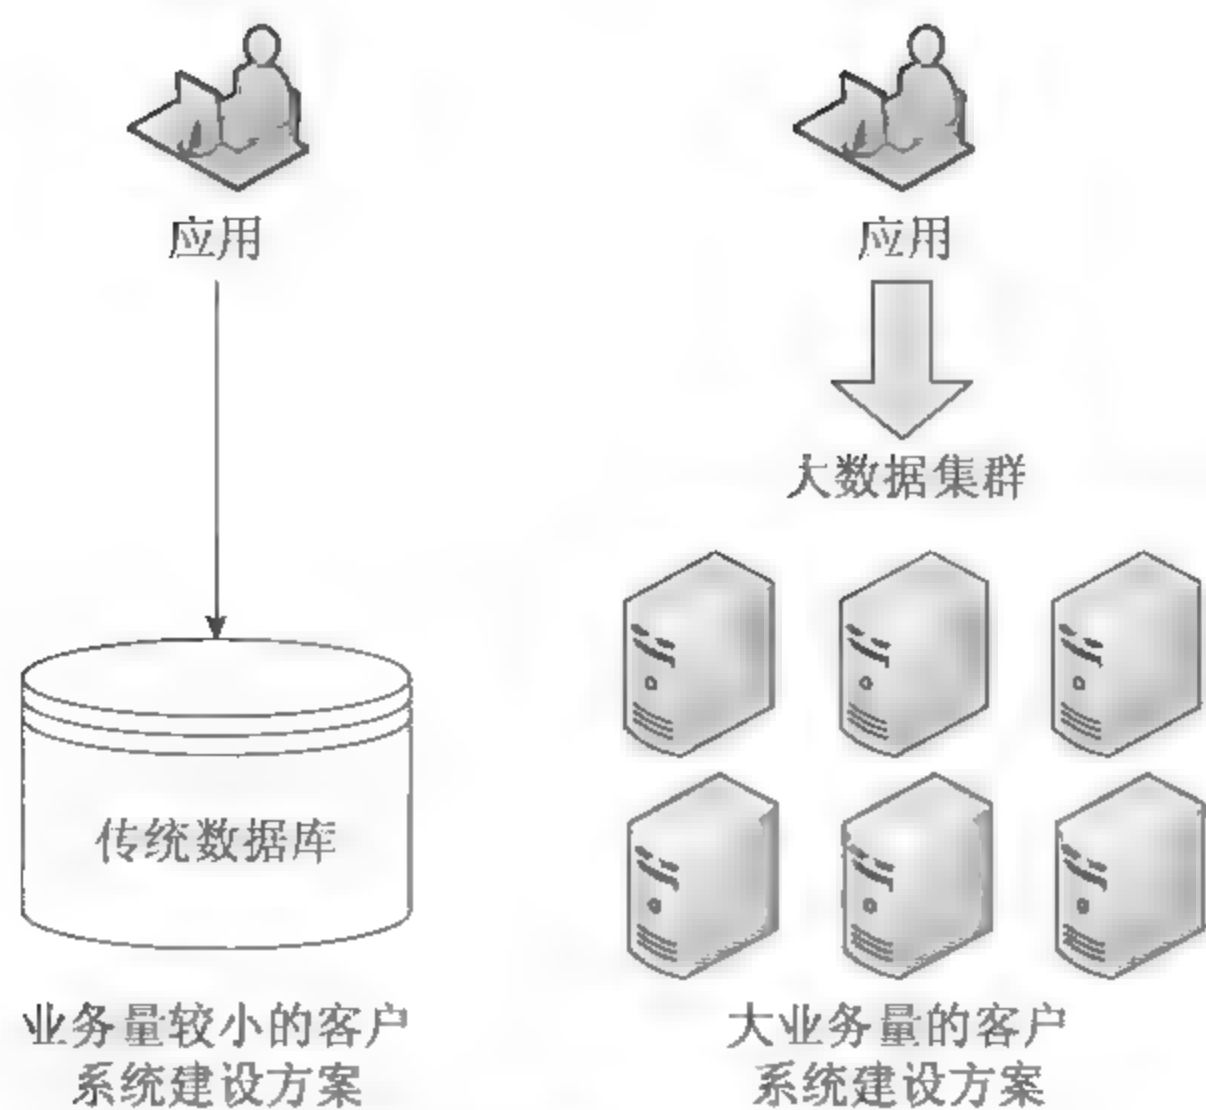 应用
传统数据库
业务量较小的客户
系统建设方案
应用
大数据集群
大业务量的客户
系统建设方案